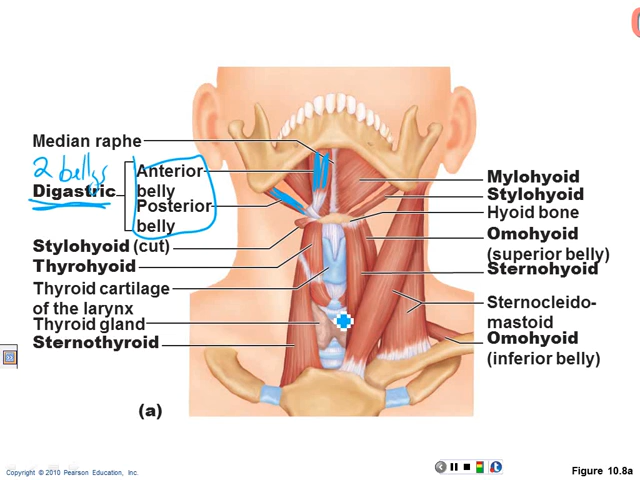 Median raphe
2 bellys
Digastric
Anterior
belly
Posterior
belly
Stylohyoid (cut)
Thyrohyoid
Thyroid cartilage
of the larynx
Thyroid gland
Sternothyroid
Mylohyoid
Stylohyoid
Hyoid bone
Omohyoid
(superior belly)
Sternohyoid
Sternocleido-
mastoid
Omohyoid
(inferior belly)
(a)
Copyright © 2010 Pearson Education, Inc.
Figure 10.8a